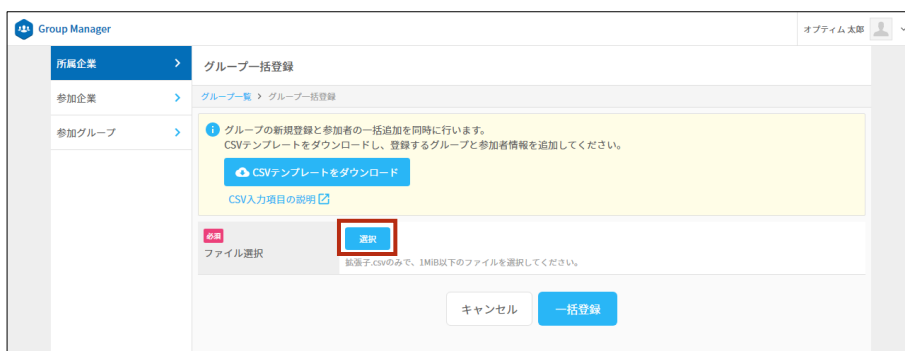 Group Manager
オプティム 太郎
所属企業
参加企業
参加グループ
グループ一括登録
グループ一覧 > グループ一括登録
グループの新規登録と参加者の一括追加を同時に行います。
CSVテンプレートをダウンロードし、登録するグループと参加者情報を追加してください。
CSVテンプレートをダウンロード
CSV入力項目の説明
必須
ファイル選択
選択
拡張子.csvのみで、1MiB以下のファイルを選択してください。
キャンセル
一括登録